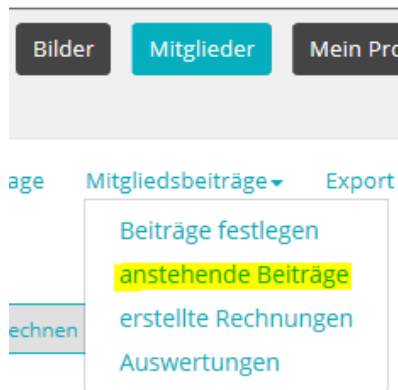 Bilder Mitglieder Mein Pro
age Mitgliedsbeiträge Export
Beiträge festlegen
anstehende Beiträge
echnen erstellte Rechnungen
Auswertungen